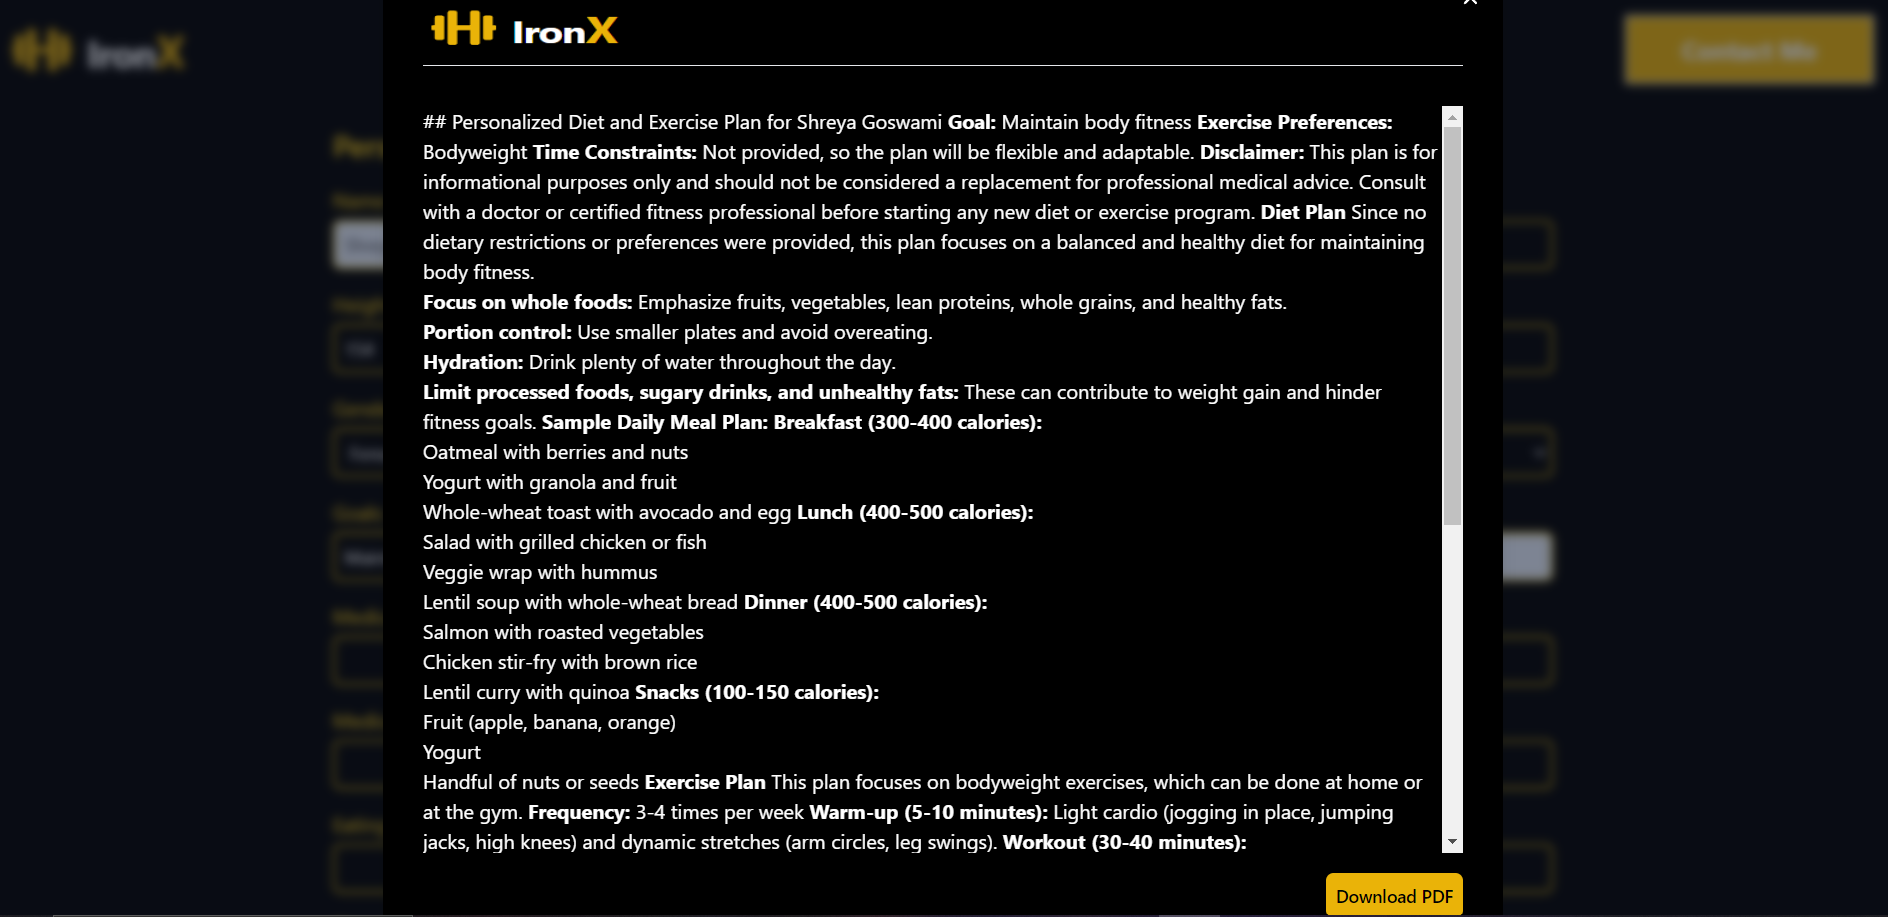 IronX
IronX
Contact Me
## Personalized Diet and Exercise Plan for Shreya Goswami Goal: Maintain body fitness Exercise Preferences:
Bodyweight Time Constraints: Not provided, so the plan will be flexible and adaptable. Disclaimer: This plan is for
informational purposes only and should not be considered a replacement for professional medical advice. Consult
with a doctor or certified fitness professional before starting any new diet or exercise program. Diet Plan Since no
dietary restrictions or preferences were provided, this plan focuses on a balanced and healthy diet for maintaining
body fitness.
Focus on whole foods: Emphasize fruits, vegetables, lean proteins, whole grains, and healthy fats.
Portion control: Use smaller plates and avoid overeating.
Hydration: Drink plenty of water throughout the day.
Limit processed foods, sugary drinks, and unhealthy fats: These can contribute to weight gain and hinder
fitness goals. Sample Daily Meal Plan: Breakfast (300-400 calories):
Oatmeal with berries and nuts
Yogurt with granola and fruit
Whole-wheat toast with avocado and egg Lunch (400-500 calories):
Salad with grilled chicken or fish
Veggie wrap with hummus
Lentil soup with whole-wheat bread Dinner (400-500 calories):
Salmon with roasted vegetables
Chicken stir-fry with brown rice
Lentil curry with quinoa Snacks (100-150 calories):
Fruit (apple, banana, orange)
Yogurt
Handful of nuts or seeds Exercise Plan This plan focuses on bodyweight exercises, which can be done at home or
at the gym. Frequency: 3-4 times per week Warm-up (5-10 minutes): Light cardio (jogging in place, jumping
jacks, high knees) and dynamic stretches (arm circles, leg swings). Workout (30-40 minutes):
Download PDF